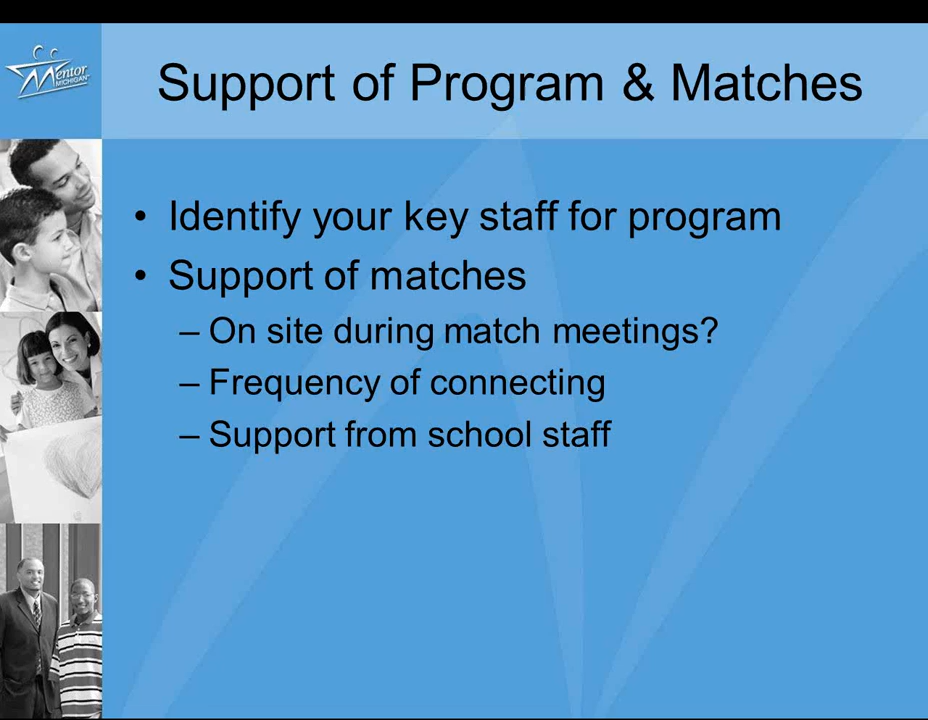 Mentor
MICHIGAN
Support of Program & Matches
• Identify your key staff for program
• Support of matches
– On site during match meetings?
– Frequency of connecting
– Support from school staff